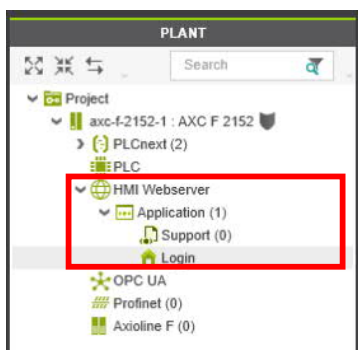 PLANT
Search
Project
axc-f-2152-1 : AXC F 2152
PLCnext (2)
PLC
HMI Webserver
Application (1)
Support (0)
Login
OPC UA
Profinet (0)
Axioline F (0)